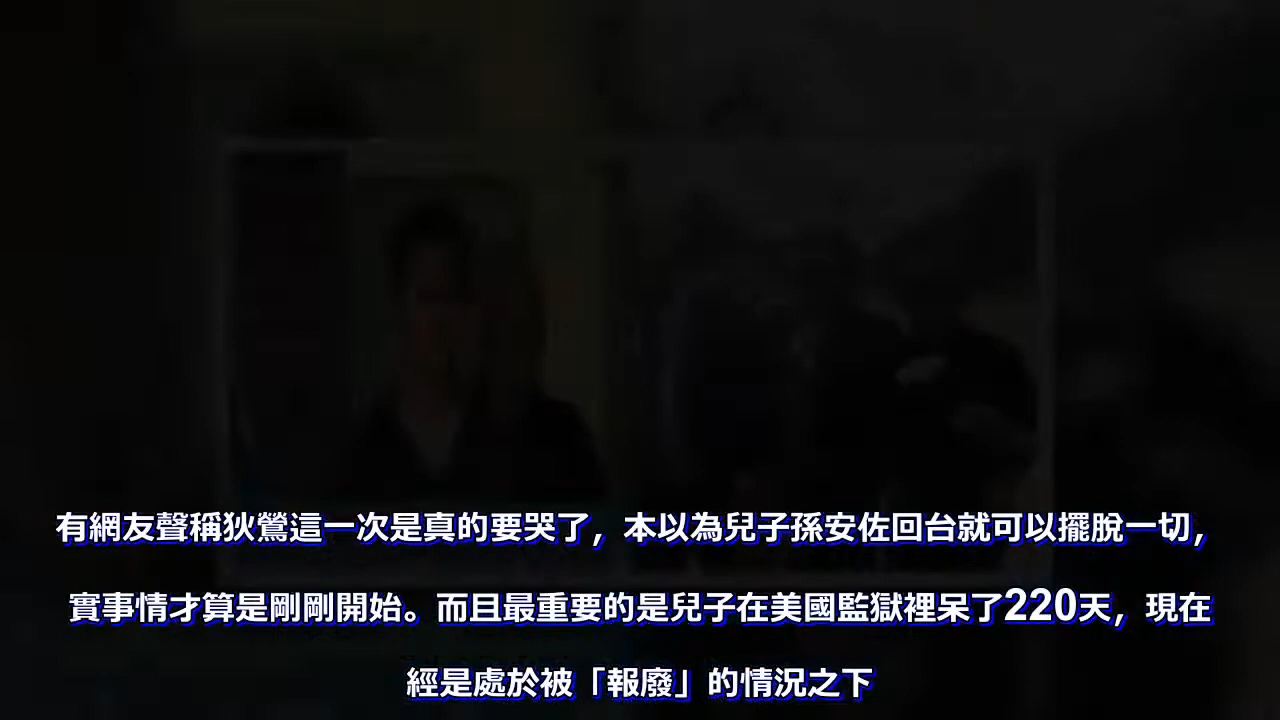 有網友聲稱狄鶯這一次是真的要哭了，本以為兒子孫安佐回台就可以擺脫一切，
實事情才算是剛剛開始。而且最重要的是兒子在美國監獄裡呆了220天，現在
經是處於被「報廢」的情況之下